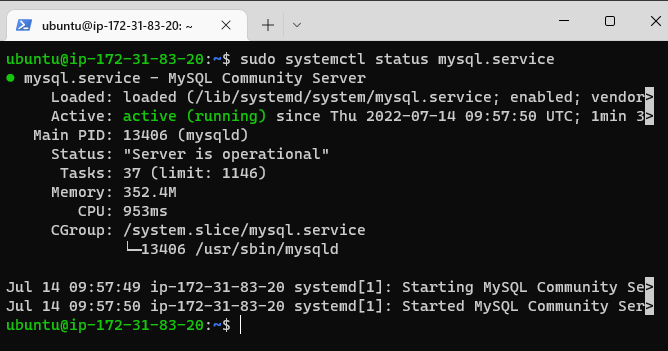 ubuntu@ip-172-31-83-20: ~
ubuntu@ip-172-31-83-20:~$ sudo systemctl status mysql.service
● mysql.service - MySQL Community Server
Loaded: loaded (/lib/systemd/system/mysql.service; enabled; vendor>
Active: active (running) since Thu 2022-07-14 09:57:50 UTC; 1min 3>
Main PID: 13406 (mysqld)
Status: "Server is operational"
Tasks: 37 (limit: 1146)
Memory: 352.4M
CPU: 953ms
CGroup: /system.slice/mysql.service
└─13406 /usr/sbin/mysqld
Jul 14 09:57:49 ip-172-31-83-20 systemd[1]: Starting MySQL Community Se>
Jul 14 09:57:50 ip-172-31-83-20 systemd[1]: Started MySQL Community Ser>
ubuntu@ip-172-31-83-20:~$